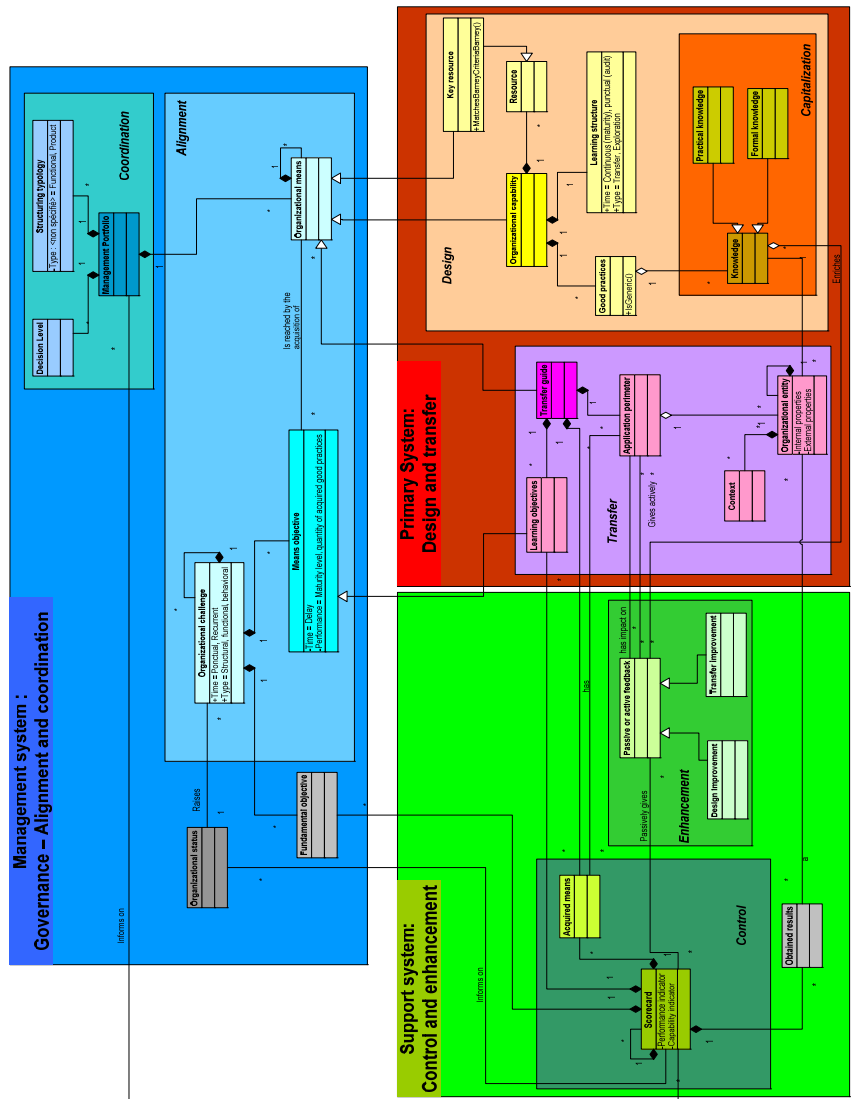 Management system :
Governance – Alignment and coordination
Informs on
Organizational status
Raises
Fundamental objective
Alignment
Organizational challenge
+Time = Ponctual, Recurrent
+Type = Structural, functional, behavioral
Means objective
-Time = Delay
-Performance = Maturity level, quantity of acquired good practices
Is reached by the
acquisition of
Organizational means
Coordination
Decision Level
Structuring typology
-Type : <non spécifié> = Functional, Product
Management Portfolio
Support system:
Control and enhancement
Informs on
Control
Scorecard
-Performance indicator
-Capability indicator
Acquired means
Obtained results
Passively gives
has
a
Enhancement
Passive or active feedback
Design Improvement
Transfer Improvement
has impact on
Primary System:
Design and transfer
Transfer
Learning objectives
Transfer guide
Application perimeter
Gives actively
Context
Organizational entity
-Internal properties
-External properties
Enriches
Design
Key resource
+MatchesBarneyCriteriaBarney()
Resource
Organizational capability
Learning structure
+Time = Continuous (maturity), punctual (audit)
+Type = Transfer, Exploration
Good practices
+IsGeneric()
Capitalization
Knowledge
Practical knowledge
Formal knowledge